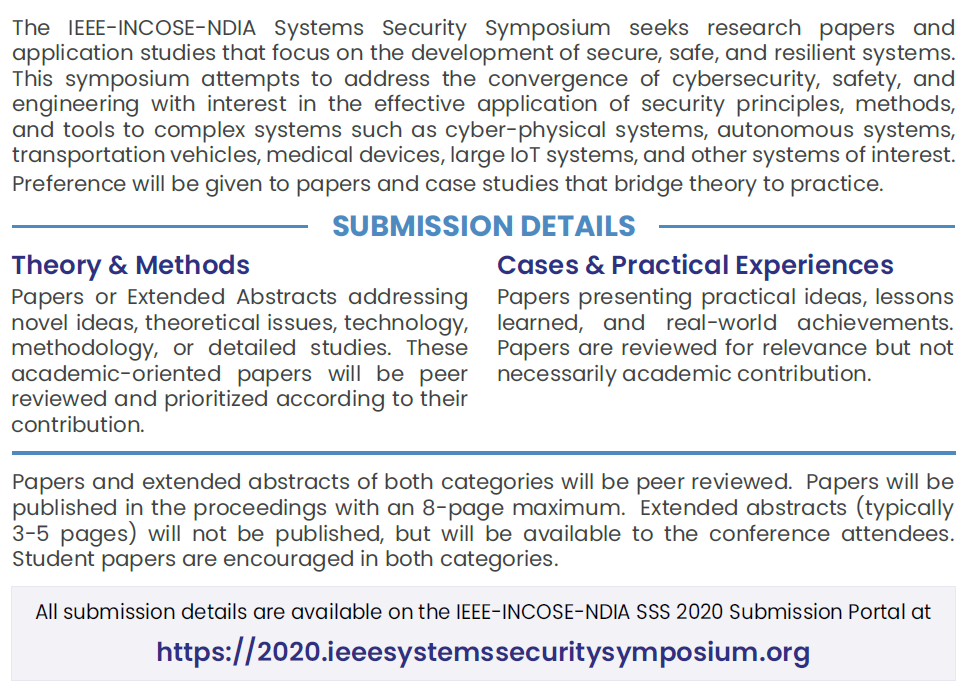 The IEEE-INCOSE-NDIA Systems Security Symposium seeks research papers and
application studies that focus on the development of secure, safe, and resilient systems.
This symposium attempts to address the convergence of cybersecurity, safety, and
engineering with interest in the effective application of security principles, methods,
and tools to complex systems such as cyber-physical systems, autonomous systems,
transportation vehicles, medical devices, large IoT systems, and other systems of interest.
Preference will be given to papers and case studies that bridge theory to practice.
SUBMISSION DETAILS
Theory & Methods
Papers or Extended Abstracts addressing
novel ideas, theoretical issues, technology,
methodology, or detailed studies. These
academic-oriented papers will be peer
reviewed and prioritized according to their
contribution.
Cases & Practical Experiences
Papers presenting practical ideas, lessons
learned, and real-world achievements.
Papers are reviewed for relevance but not
necessarily academic contribution.
Papers and extended abstracts of both categories will be peer reviewed. Papers will be
published in the proceedings with an 8-page maximum. Extended abstracts (typically
3-5 pages) will not be published, but will be available to the conference attendees.
Student papers are encouraged in both categories.
All submission details are available on the IEEE-INCOSE-NDIA SSS 2020 Submission Portal at
https://2020.ieeesystemssecuritysymposium.org